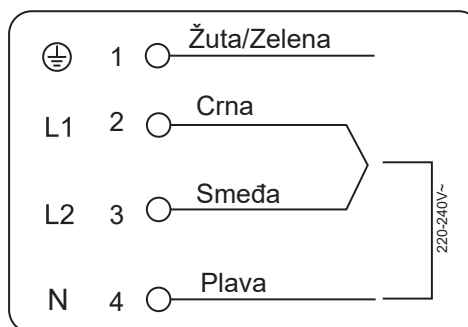 1 Žuta/Zelena
L1 2 Crna
L2 3 Smeđa
220-240V~
N 4 Plava